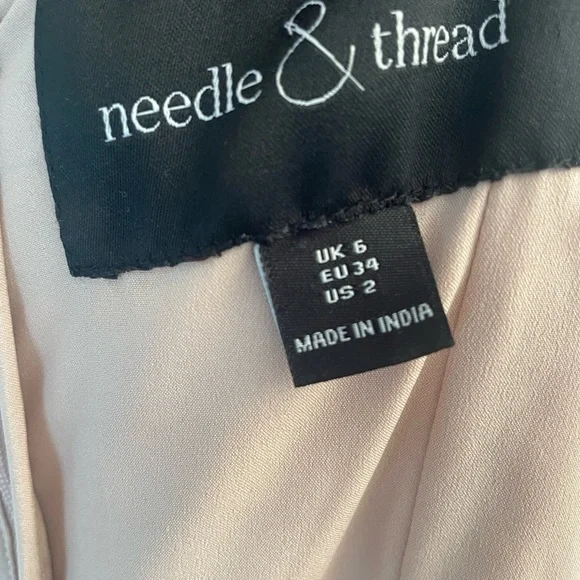 needle & thread
UK 6
EU 34
US 2
MADE IN INDIA